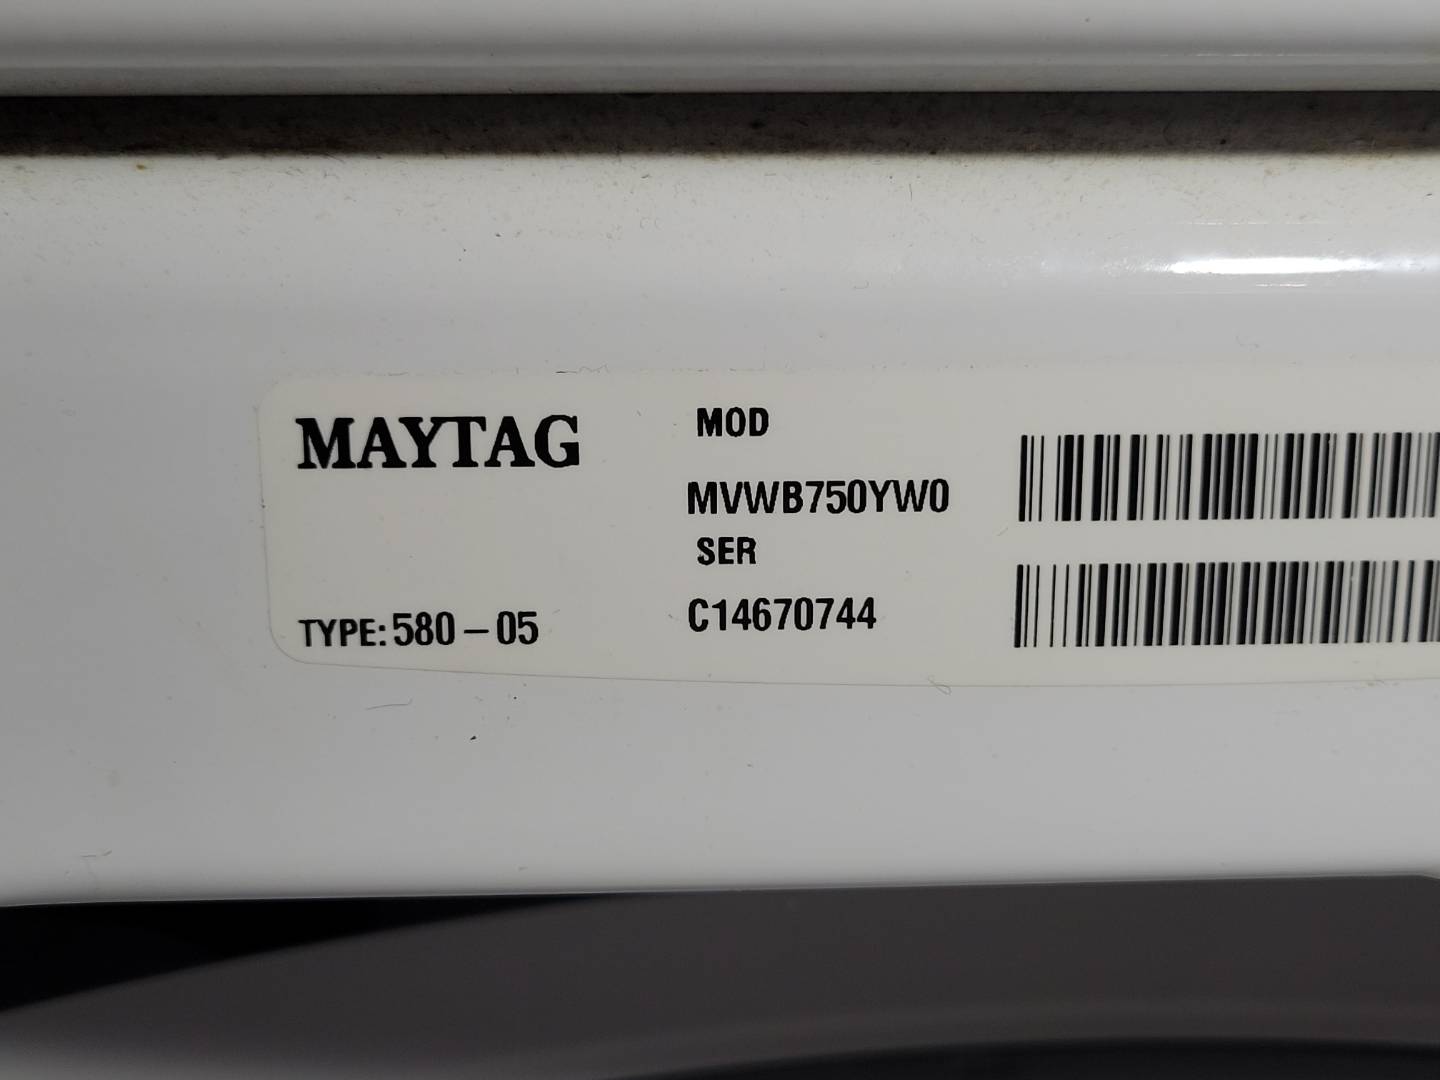 MAYTAG
TYPE: 580-05
MOD
MVWB750YW0
SER
C14670744